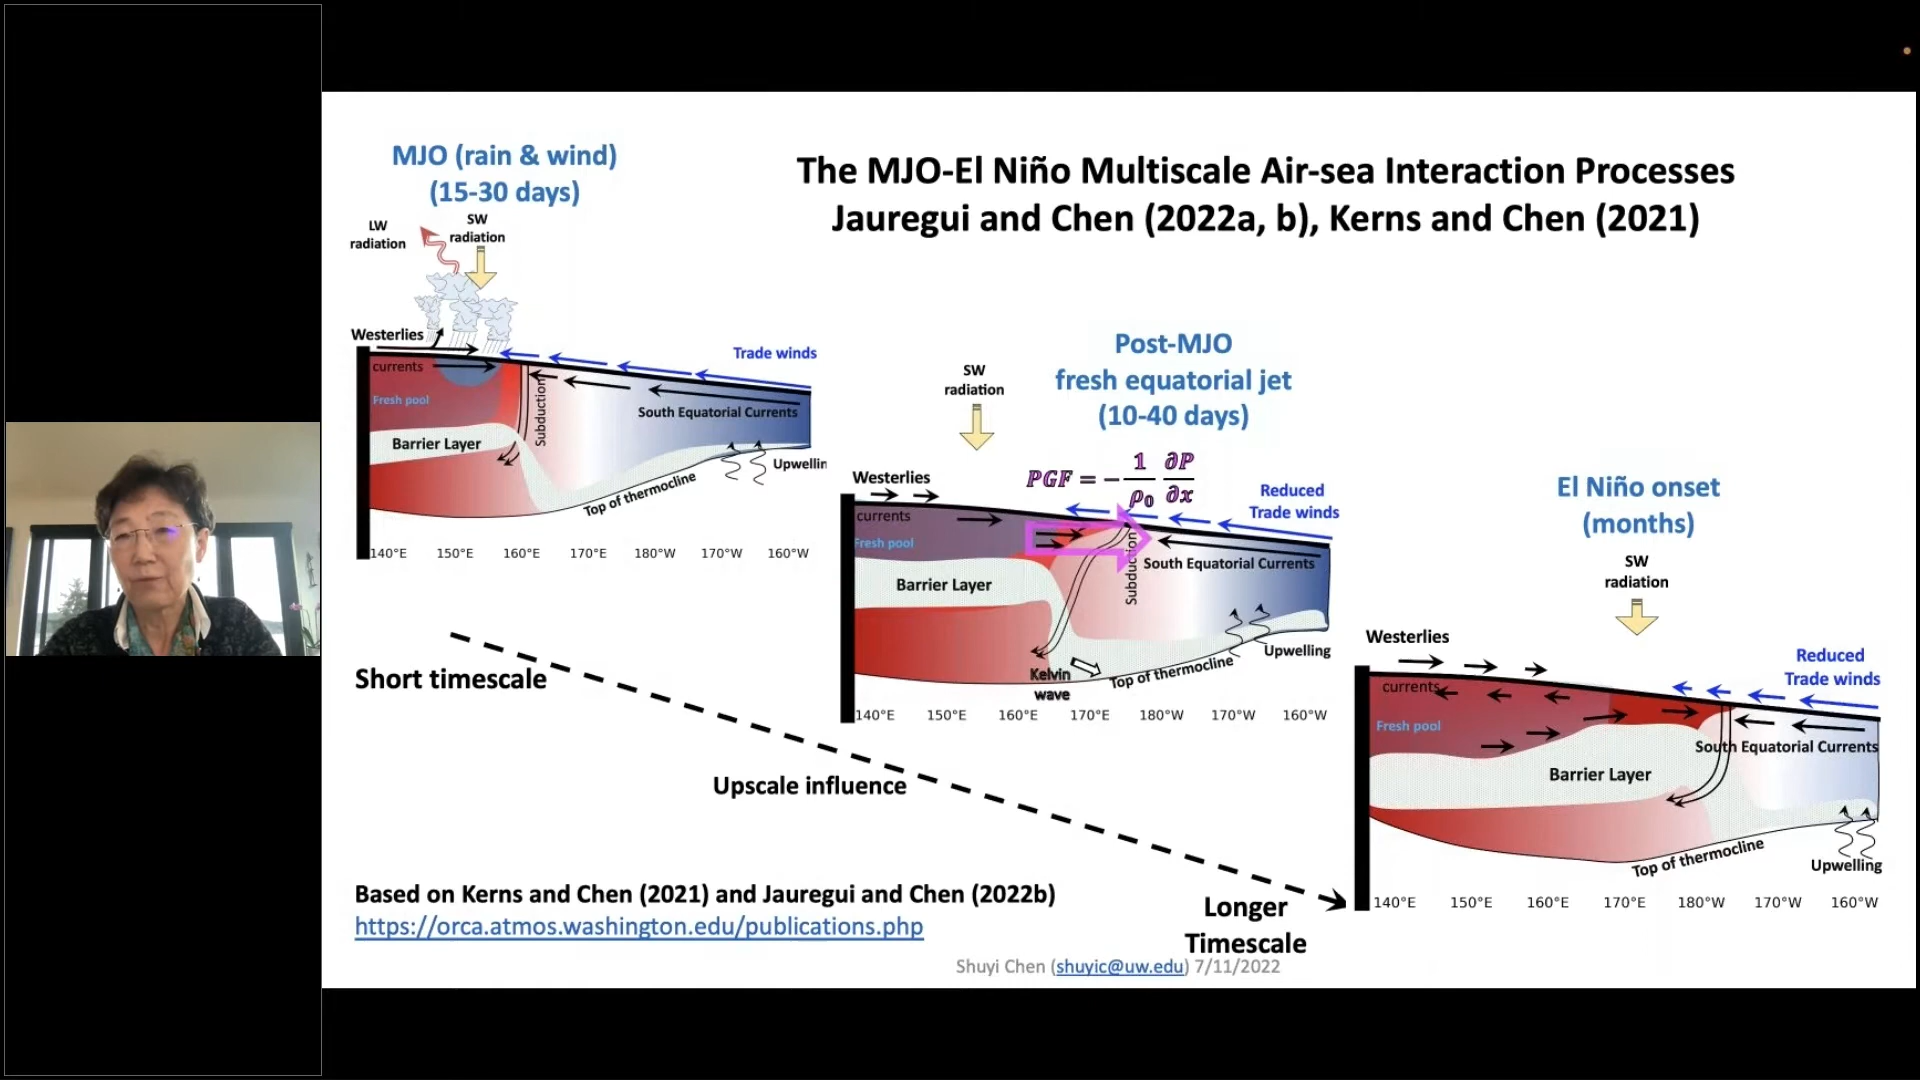 The MJO-El Niño Multiscale Air-sea Interaction Processes
Jauregui and Chen (2022a, b), Kerns and Chen (2021)
MJO (rain & wind)
(15-30 days)
LW
radiation
SW
radiation
Westerlies
Trade winds
currents
Fresh pool
Subduction
South Equatorial Currents
Barrier Layer
Upwellin
Top of thermocline
140°E 150°E 160°E 170°E 180°W 170°W 160°W
Post-MJO
fresh equatorial jet
(10-40 days)
SW
radiation
PGF = − 1/ρ₀ ∂P/∂x
Westerlies
Reduced
Trade winds
currents
Fresh pool
Subduction
South Equatorial Currents
Barrier Layer
Upwelling
Kelvin
wave
Top of thermocline
140°E 150°E 160°E 170°E 180°W 170°W 160°W
El Niño onset
(months)
SW
radiation
Westerlies
Reduced
Trade winds
currents
Fresh pool
South Equatorial Currents
Barrier Layer
Top of thermocline
Upwelling
140°E 150°E 160°E 170°E 180°W 170°W 160°W
Short timescale
Upscale influence
Longer
Timescale
Based on Kerns and Chen (2021) and Jauregui and Chen (2022b)
https://orca.atmos.washington.edu/publications.php
Shuyi Chen (shuyic@uw.edu) 7/11/2022